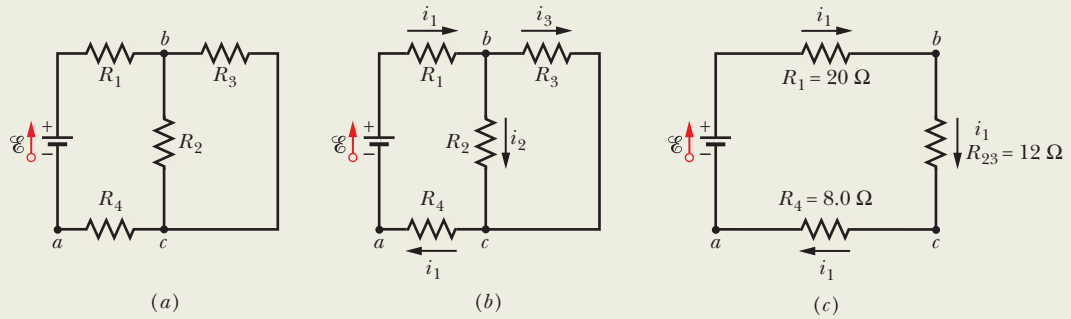 b
R₁
R₃
ℰ
+
−
R₂
R₄
a
c
(a)
i₁
i₃
b
R₁
R₃
ℰ
+
−
R₂
i₂
R₄
a
c
i₁
(b)
i₁
b
R₁ = 20 Ω
ℰ
+
−
i₁
R₂₃ = 12 Ω
R₄ = 8.0 Ω
a
c
i₁
(c)